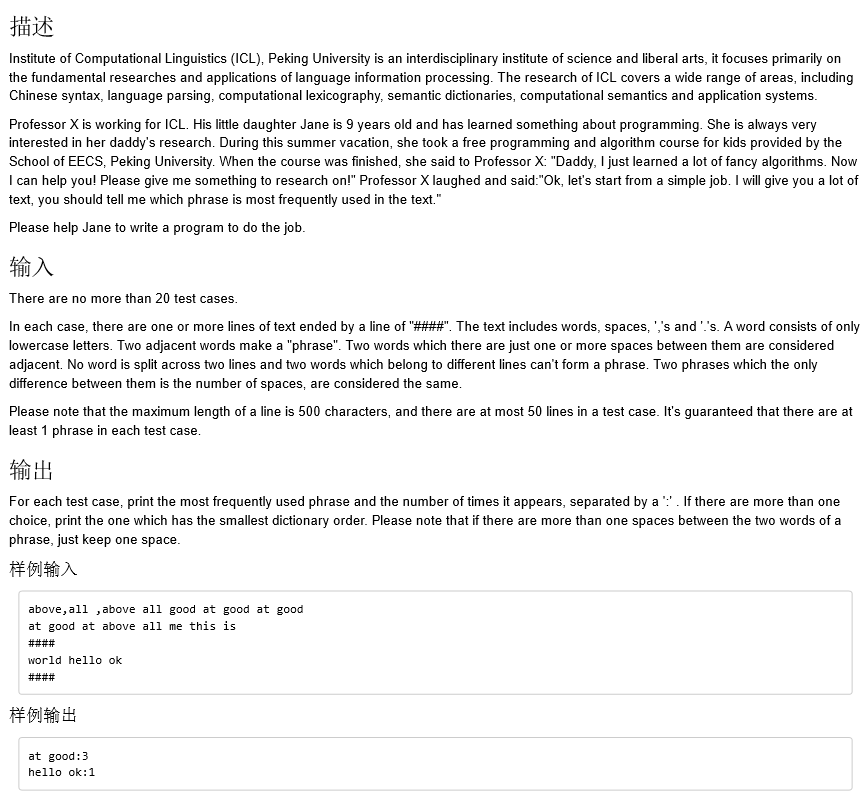 描述
Institute of Computational Linguistics (ICL), Peking University is an interdisciplinary institute of science and liberal arts, it focuses primarily on
the fundamental researches and applications of language information processing. The research of ICL covers a wide range of areas, including
Chinese syntax, language parsing, computational lexicography, semantic dictionaries, computational semantics and application systems.
Professor X is working for ICL. His little daughter Jane is 9 years old and has learned something about programming. She is always very
interested in her daddy's research. During this summer vacation, she took a free programming and algorithm course for kids provided by the
School of EECS, Peking University. When the course was finished, she said to Professor X: "Daddy, I just learned a lot of fancy algorithms. Now
I can help you! Please give me something to research on!" Professor X laughed and said:"Ok, let's start from a simple job. I will give you a lot of
text, you should tell me which phrase is most frequently used in the text."
Please help Jane to write a program to do the job.
输入
There are no more than 20 test cases.
In each case, there are one or more lines of text ended by a line of "####". The text includes words, spaces, ','s and '.'s. A word consists of only
lowercase letters. Two adjacent words make a "phrase". Two words which there are just one or more spaces between them are considered
adjacent. No word is split across two lines and two words which belong to different lines can't form a phrase. Two phrases which the only
difference between them is the number of spaces, are considered the same.
Please note that the maximum length of a line is 500 characters, and there are at most 50 lines in a test case. It's guaranteed that there are at
least 1 phrase in each test case.
输出
For each test case, print the most frequently used phrase and the number of times it appears, separated by a ':' . If there are more than one
choice, print the one which has the smallest dictionary order. Please note that if there are more than one spaces between the two words of a
phrase, just keep one space.
样例输入
above,all ,above all good at good at good
at good at above all me this is
####
world hello ok
####
样例输出
at good:3
hello ok:1